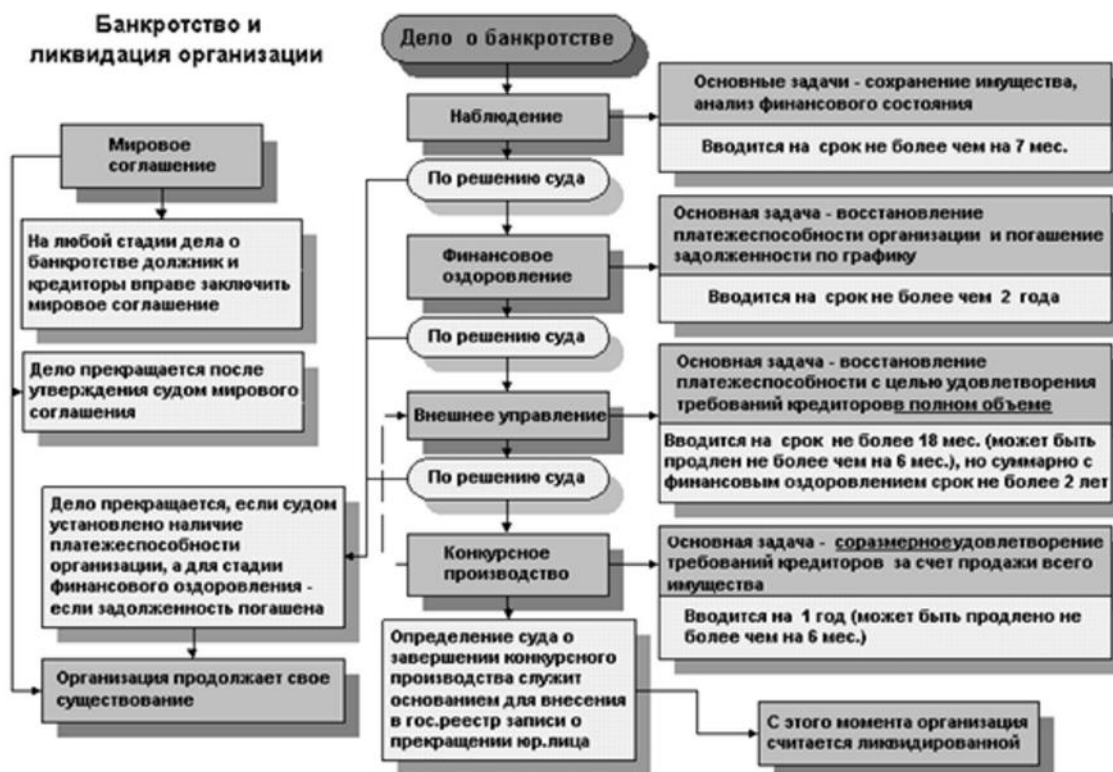 Банкротство и
ликвидация организации
Дело о банкротстве
Наблюдение
Основные задачи - сохранение имущества,
анализ финансового состояния
Вводится на срок не более чем на 7 мес.
Мировое
соглашение
По решению суда
На любой стадии дела о
банкротстве должник и
кредиторы вправе заключить
мировое соглашение
Финансовое
оздоровление
Основная задача - восстановление
платежеспособности организации и погашение
задолженности по графику
Вводится на срок не более чем 2 года
По решению суда
Дело прекращается после
утверждения судом мирового
соглашения
Внешнее управление
Основная задача - восстановление
платежеспособности с целью удовлетворения
требований кредиторов в полном объеме
Вводится на срок не более 18 мес. (может быть
продлен не более чем на 6 мес.), но суммарно с
финансовым оздоровлением срок не более 2 лет
По решению суда
Дело прекращается, если судом
установлено наличие
платежеспособности
организации, а для стадии
финансового оздоровления -
если задолженность погашена
Конкурсное
производство
Основная задача - соразмерное удовлетворение
требований кредиторов за счет продажи всего
имущества
Вводится на 1 год (может быть продлено не
более чем на 6 мес.)
Определение суда о
завершении конкурсного
производства служит
основанием для внесения
в гос.реестр записи о
прекращении юр.лица
Организация продолжает свое
существование
С этого момента организация
считается ликвидированной